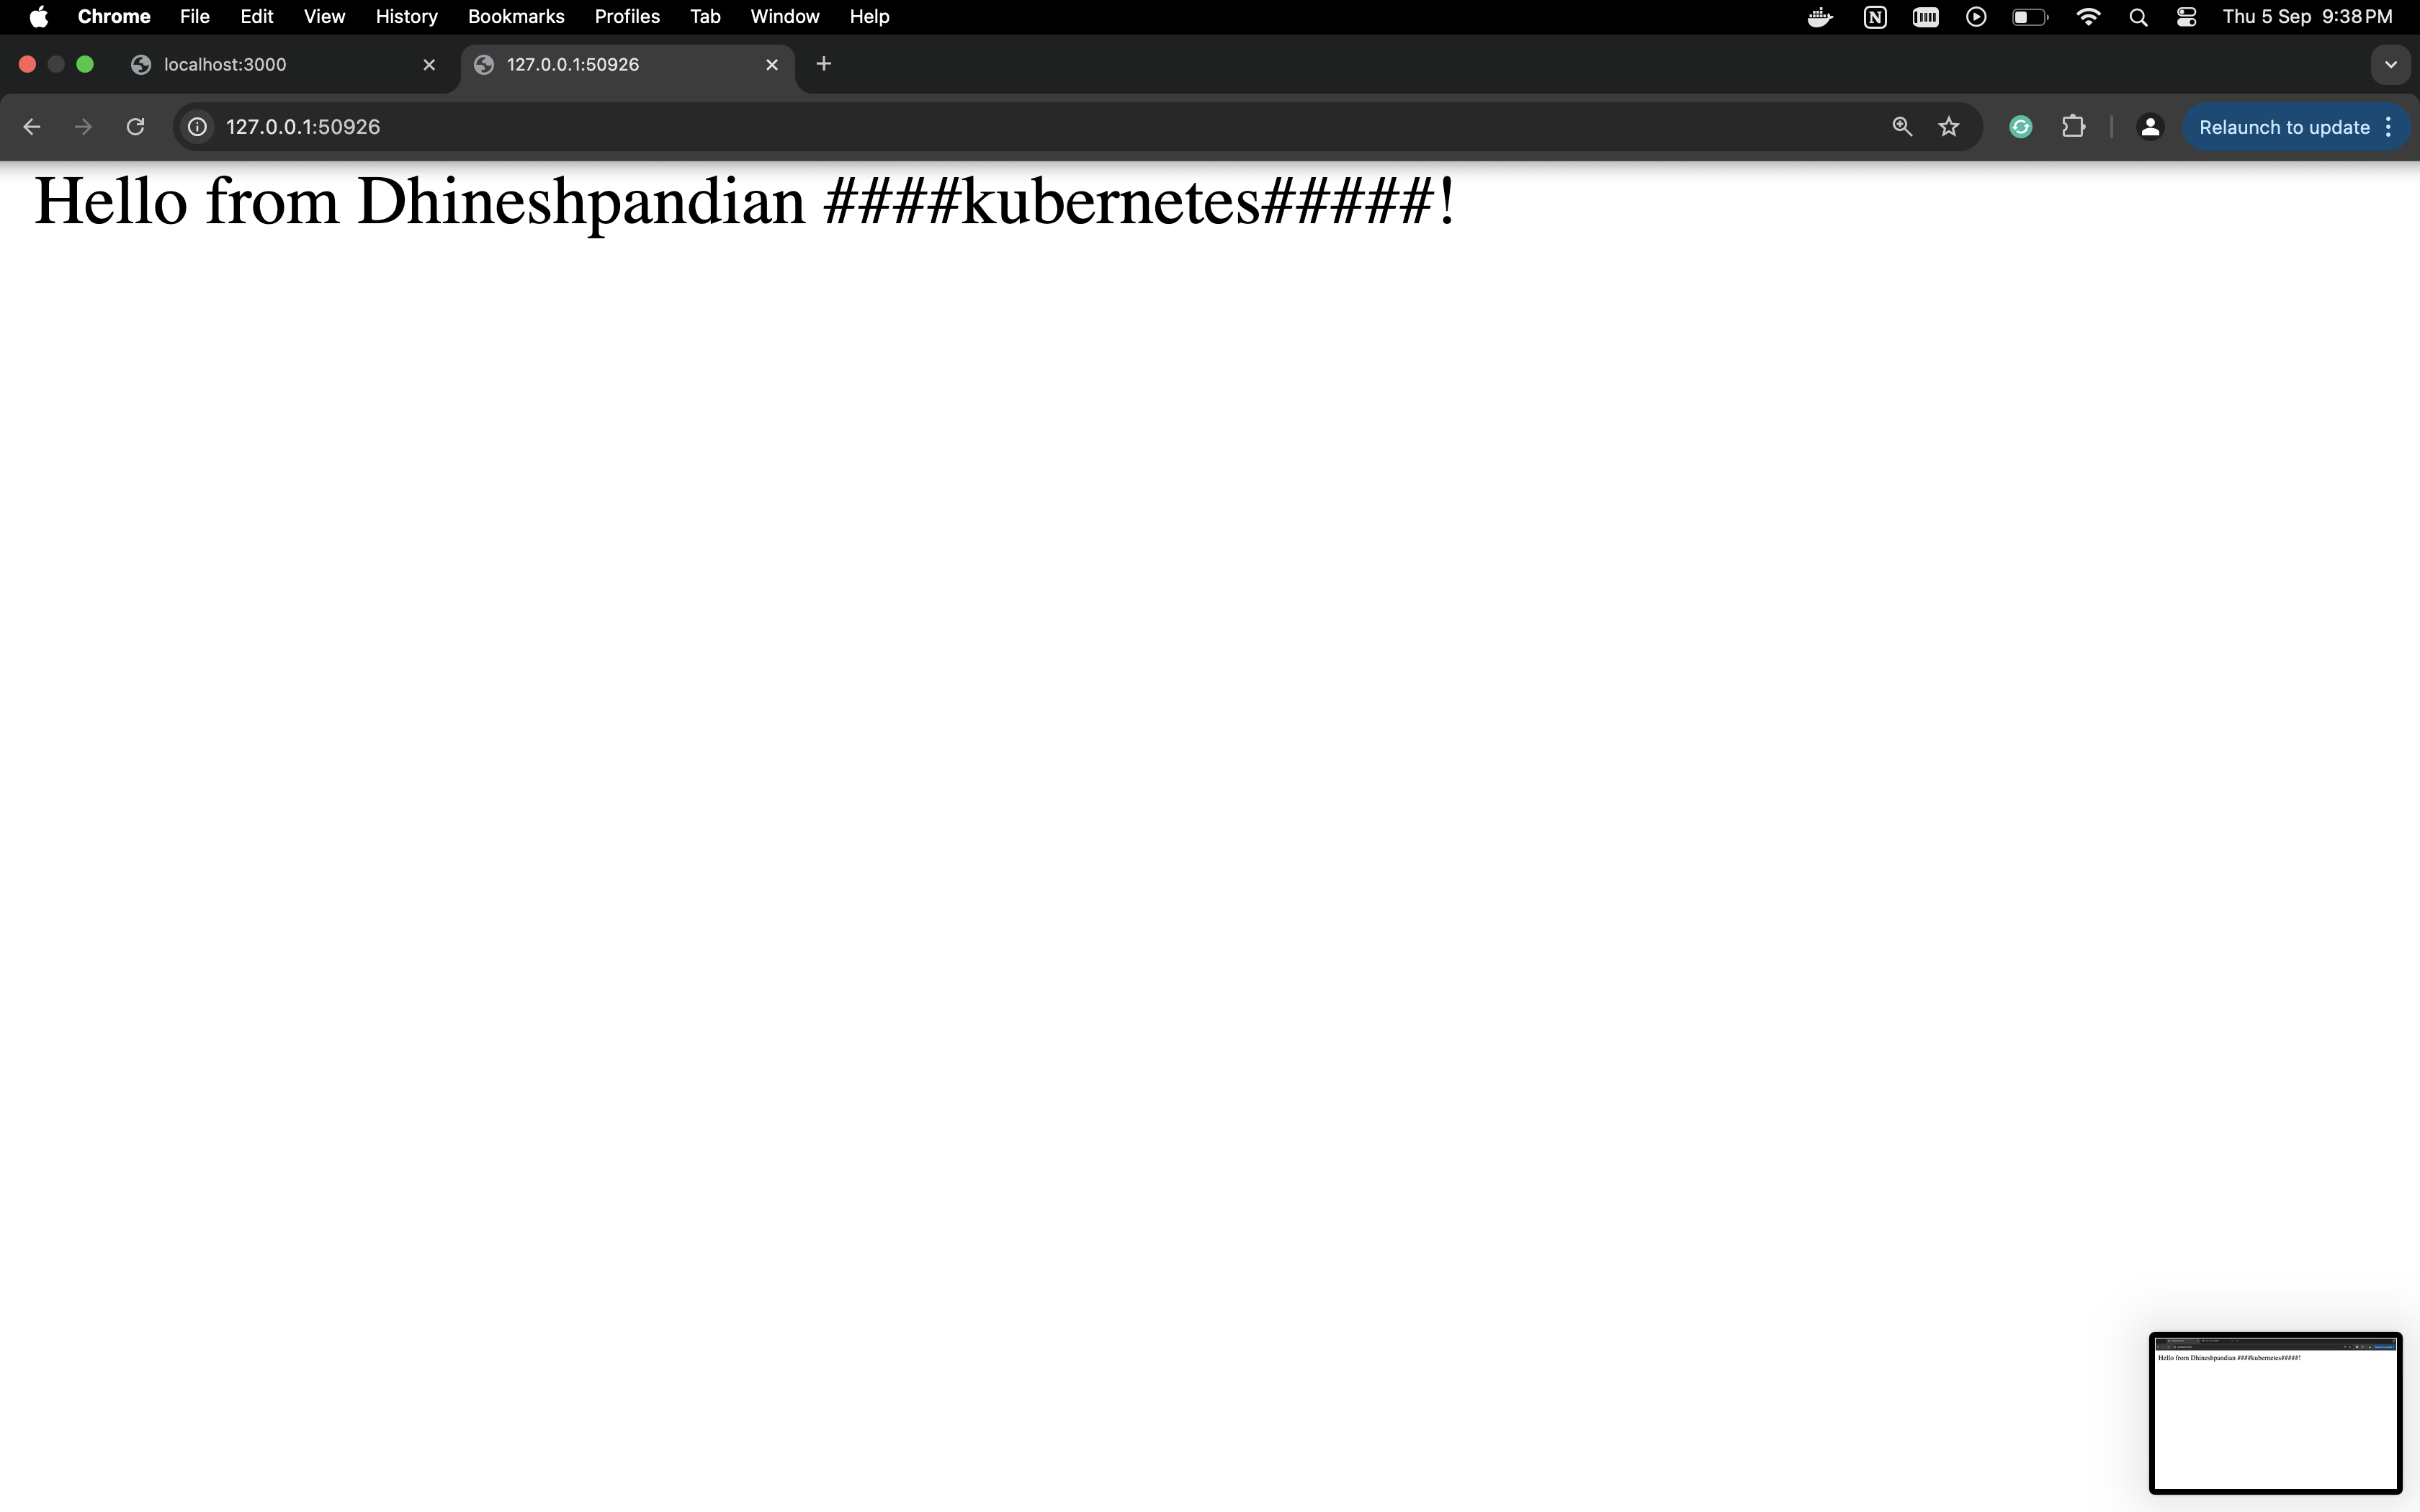 Chrome File Edit View History Bookmarks Profiles Tab Window Help N Thu 5 Sep 9:38 PM
localhost:3000 127.0.0.1:50926
127.0.0.1:50926 Relaunch to update
Hello from Dhineshpandian ####kubernetes#####!
Hello from Dhineshpandian ####kubernetes#####!